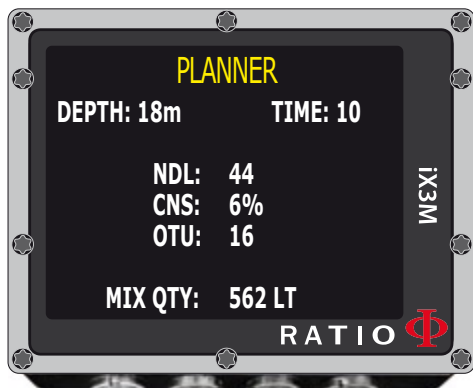 PLANNER
DEPTH: 18m TIME: 10
NDL: 44
CNS: 6%
OTU: 16
MIX QTY: 562 LT
iX3M
RATIO